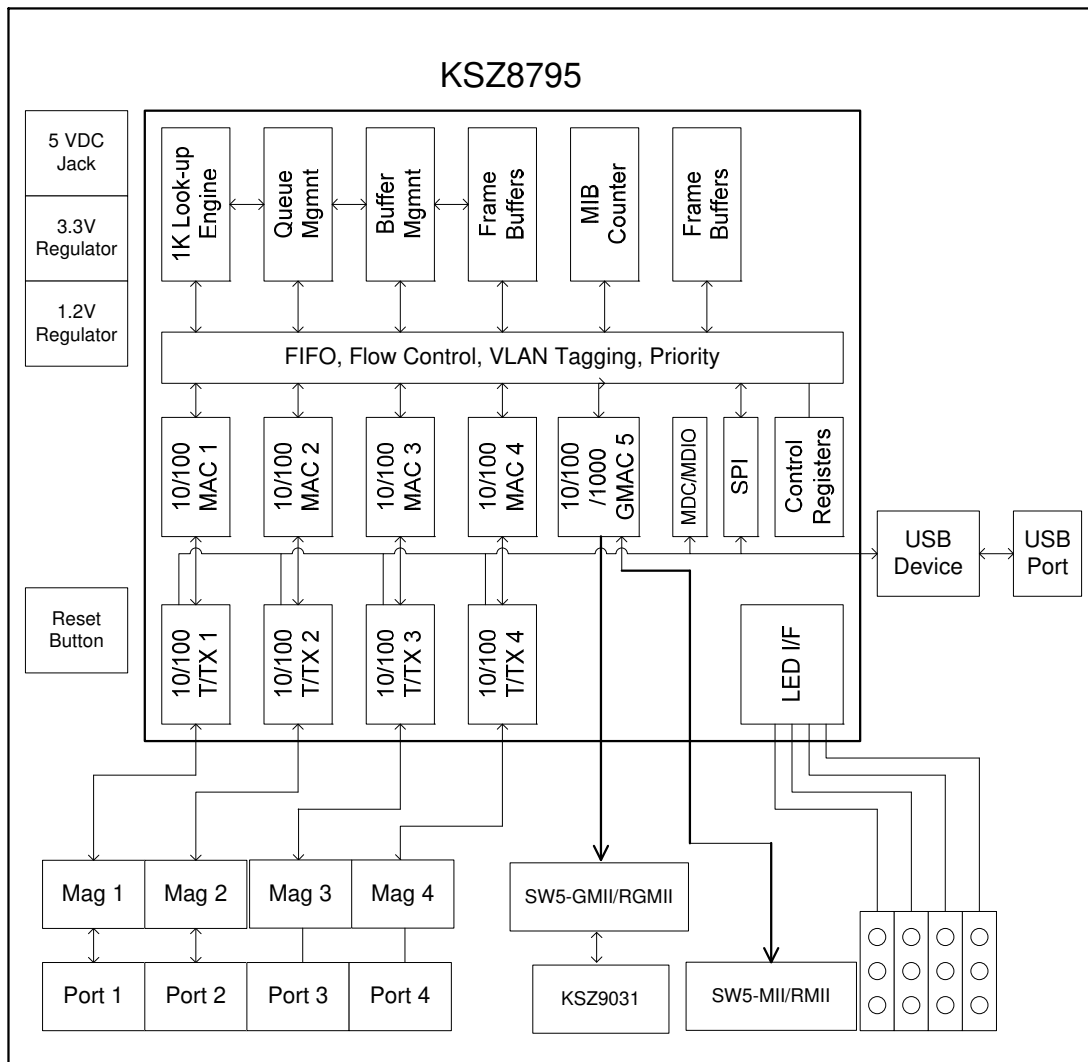 KSZ8795
5 VDC
Jack
3.3V
Regulator
1.2V
Regulator
1K Look-up
Engine
Queue
Mgmnt
Buffer
Mgmnt
Frame
Buffers
MIB
Counter
Frame
Buffers
FIFO, Flow Control, VLAN Tagging, Priority
10/100
MAC 1
10/100
MAC 2
10/100
MAC 3
10/100
MAC 4
10/100
/1000
GMAC 5
MDC/MDIO
SPI
Control
Registers
USB
Device
USB
Port
Reset
Button
10/100
T/TX 1
10/100
T/TX 2
10/100
T/TX 3
10/100
T/TX 4
LED I/F
Mag 1
Mag 2
Mag 3
Mag 4
SW5-GMII/RGMII
Port 1
Port 2
Port 3
Port 4
KSZ9031
SW5-MII/RMII